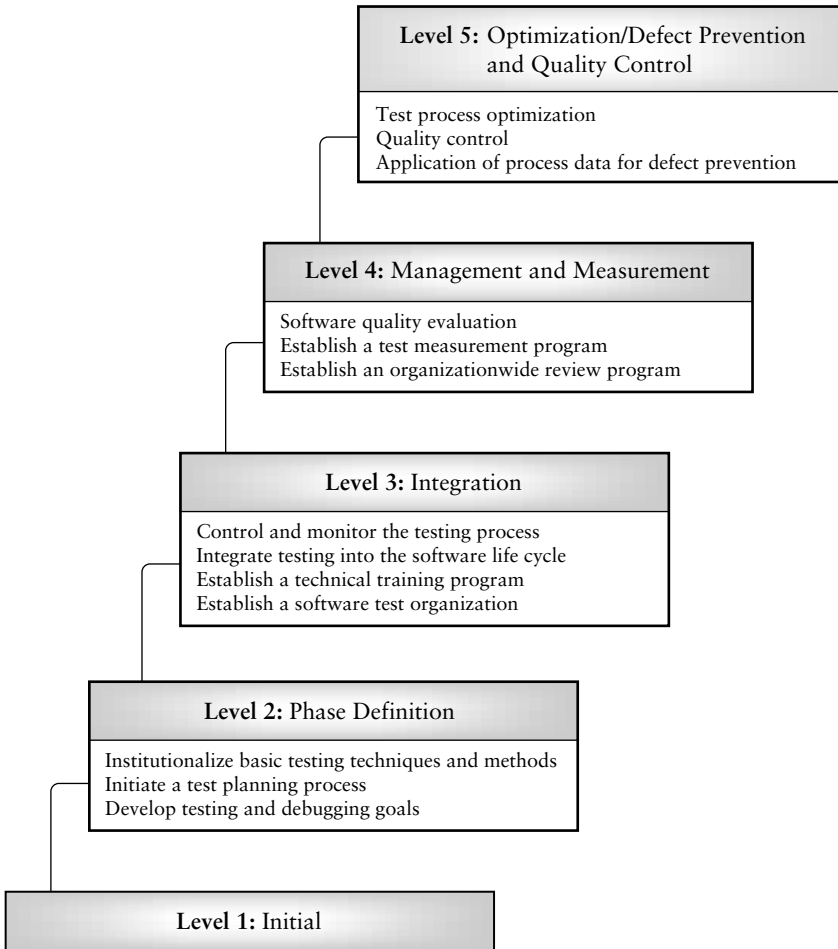 Level 5: Optimization/Defect Prevention
and Quality Control
Test process optimization
Quality control
Application of process data for defect prevention
Level 4: Management and Measurement
Software quality evaluation
Establish a test measurement program
Establish an organizationwide review program
Level 3: Integration
Control and monitor the testing process
Integrate testing into the software life cycle
Establish a technical training program
Establish a software test organization
Level 2: Phase Definition
Institutionalize basic testing techniques and methods
Initiate a test planning process
Develop testing and debugging goals
Level 1: Initial